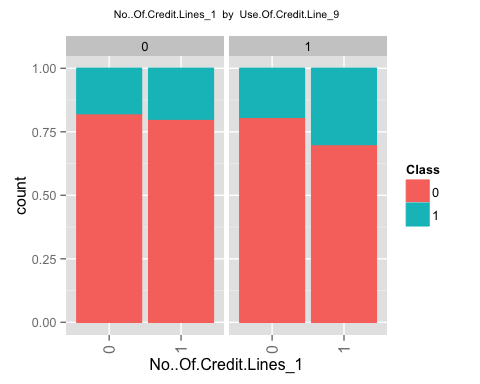 No..Of.Credit.Lines_1 by Use.Of.Credit.Line_9
0 1
1.00
0.75
0.50
0.25
0.00
count
0 1 0 1
No..Of.Credit.Lines_1
Class
0
1